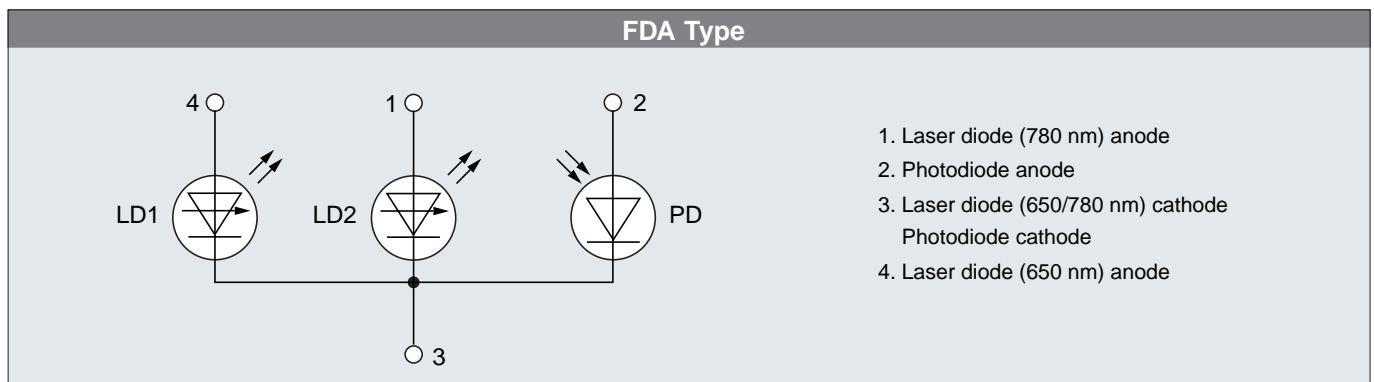 FDA Type
4
1
2
LD1
LD2
PD
3
1. Laser diode (780 nm) anode
2. Photodiode anode
3. Laser diode (650/780 nm) cathode
Photodiode cathode
4. Laser diode (650 nm) anode